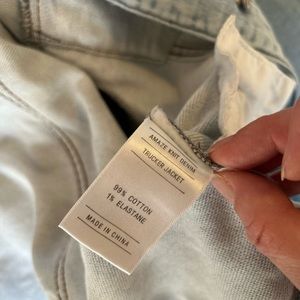 AMAZE KNIT DENIM
TRUCKER JACKET
99% COTTON
1% ELASTANE
MADE IN CHINA